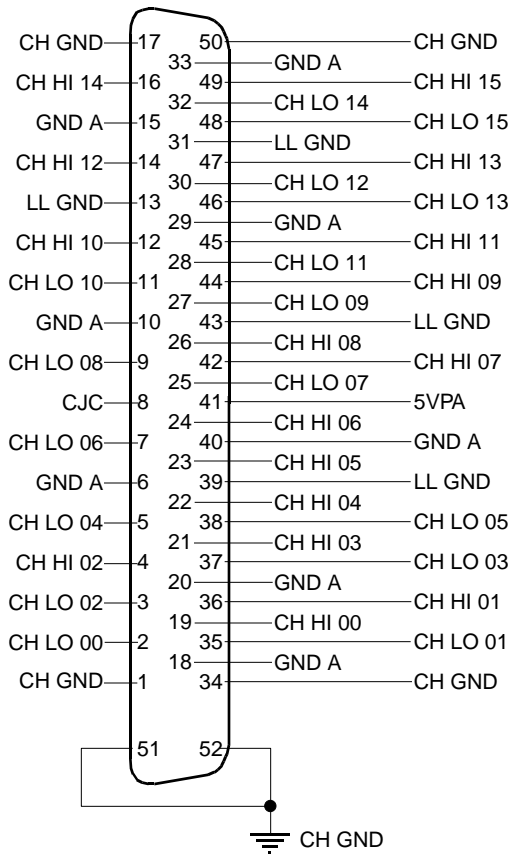 CH GND 17 50 CH GND
33 GND A
CH HI 14 16 49 CH HI 15
32 CH LO 14
GND A 15 48 CH LO 15
31 LL GND
CH HI 12 14 47 CH HI 13
30 CH LO 12
LL GND 13 46 CH LO 13
29 GND A
CH HI 10 12 45 CH HI 11
28 CH LO 11
CH LO 10 11 44 CH HI 09
27 CH LO 09
GND A 10 43 LL GND
26 CH HI 08
CH LO 08 9 42 CH HI 07
25 CH LO 07
CJC 8 41 5VPA
24 CH HI 06
CH LO 06 7 40 GND A
23 CH HI 05
GND A 6 39 LL GND
22 CH HI 04
CH LO 04 5 38 CH LO 05
21 CH HI 03
CH HI 02 4 37 CH LO 03
20 GND A
CH LO 02 3 36 CH HI 01
19 CH HI 00
CH LO 00 2 35 CH LO 01
18 GND A
CH GND 1 34 CH GND
51 52
CH GND